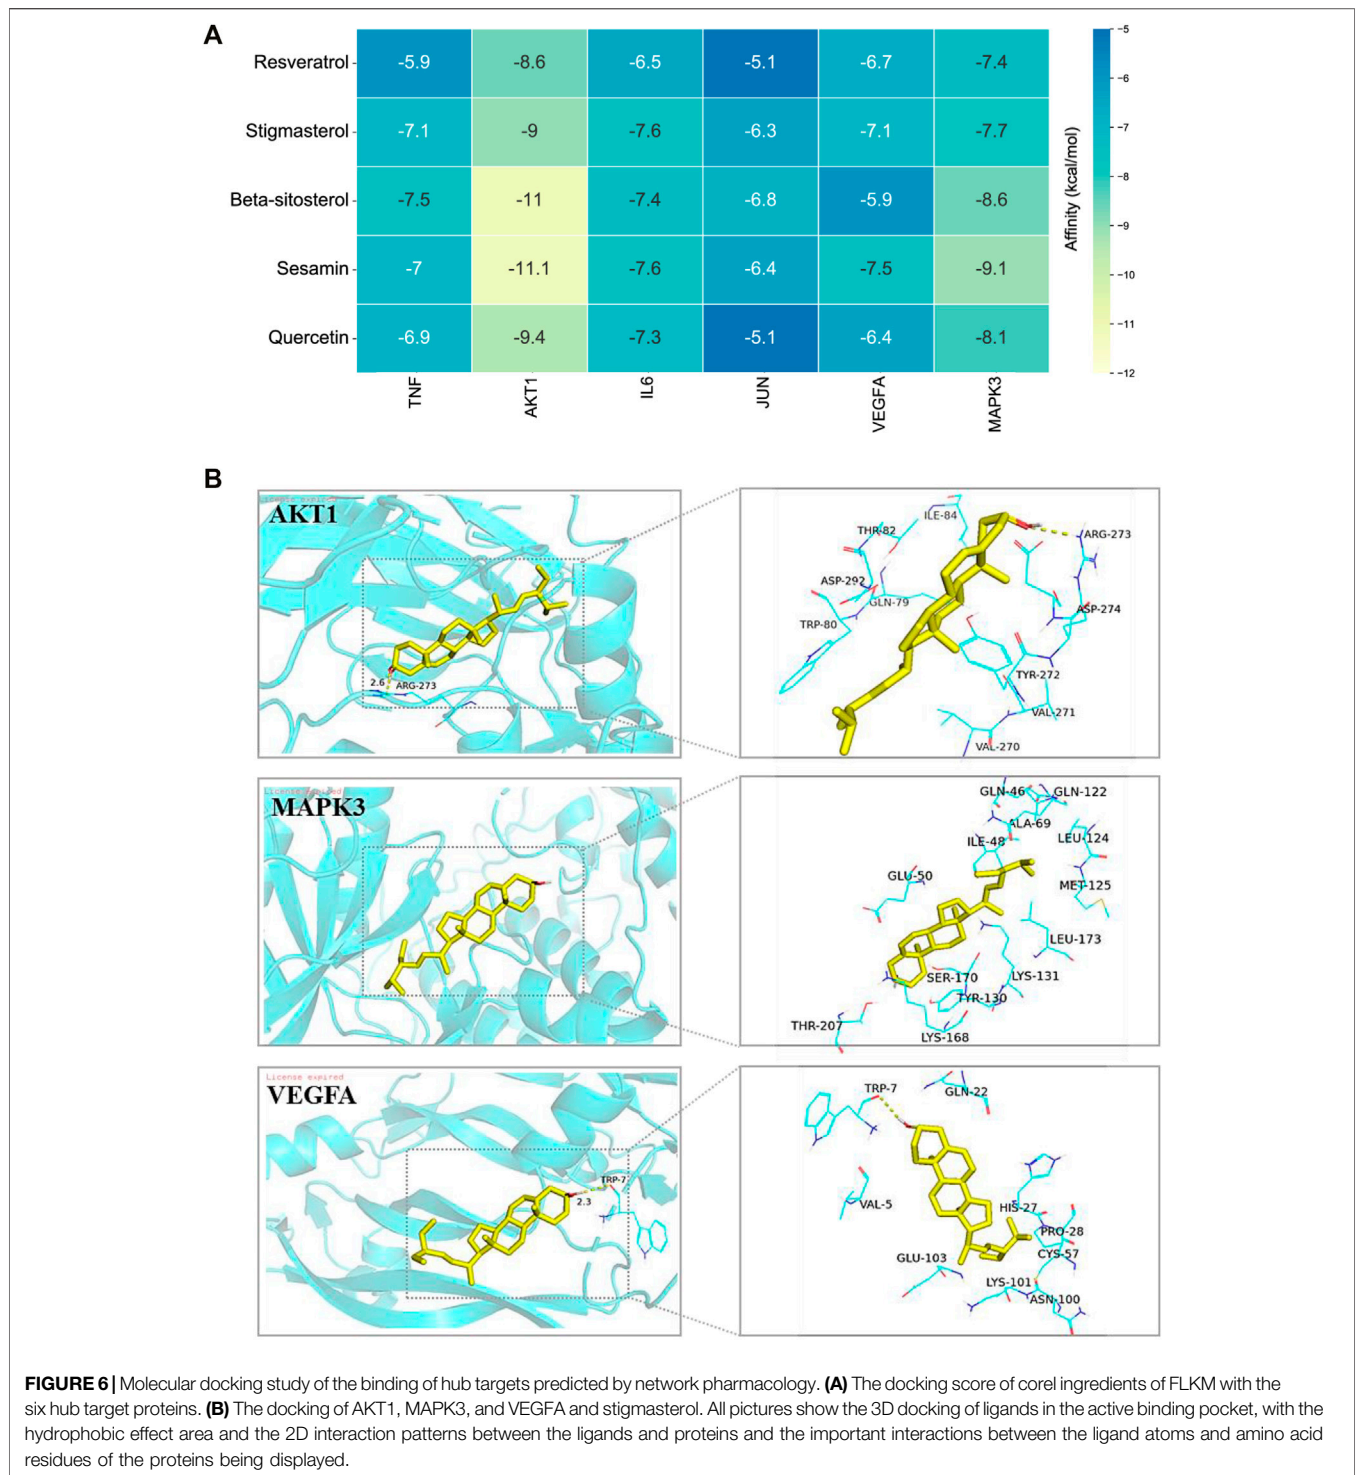 A
Resveratrol
-5.9 -8.6 -6.5 -5.1 -6.7 -7.4
Stigmasterol
-7.1 -9 -7.6 -6.3 -7.1 -7.7
Beta-sitosterol
-7.5 -11 -7.4 -6.8 -5.9 -8.6
Sesamin
-7 -11.1 -7.6 -6.4 -7.5 -9.1
Quercetin
-6.9 -9.4 -7.3 -5.1 -6.4 -8.1
TNF AKT1 IL6 JUN VEGFA MAPK3
-5
-6
-7
-8
-9
-10
-11
-12
Affinity (kcal/mol)
B
License expired
AKT1
2.6 ARG-273
ILE-84
THR-82
ARG-273
ASP-292
GLN-79
ASP-274
TRP-80
TYR-272
VAL-271
VAL-270
License expired
MAPK3
GLN-46 GLN-122
ALA-69
ILE-48
LEU-124
GLU-50
MET-125
LEU-173
SER-170
LYS-131
TYR-130
THR-207
LYS-168
License expired
VEGFA
TRP-7
2.3
TRP-7
GLN-22
VAL-5
HIS-27
PRO-28
CYS-57
GLU-103
LYS-101
ASN-100
FIGURE 6 | Molecular docking study of the binding of hub targets predicted by network pharmacology. (A) The docking score of corel ingredients of FLKM with the
six hub target proteins. (B) The docking of AKT1, MAPK3, and VEGFA and stigmasterol. All pictures show the 3D docking of ligands in the active binding pocket, with the
hydrophobic effect area and the 2D interaction patterns between the ligands and proteins and the important interactions between the ligand atoms and amino acid
residues of the proteins being displayed.